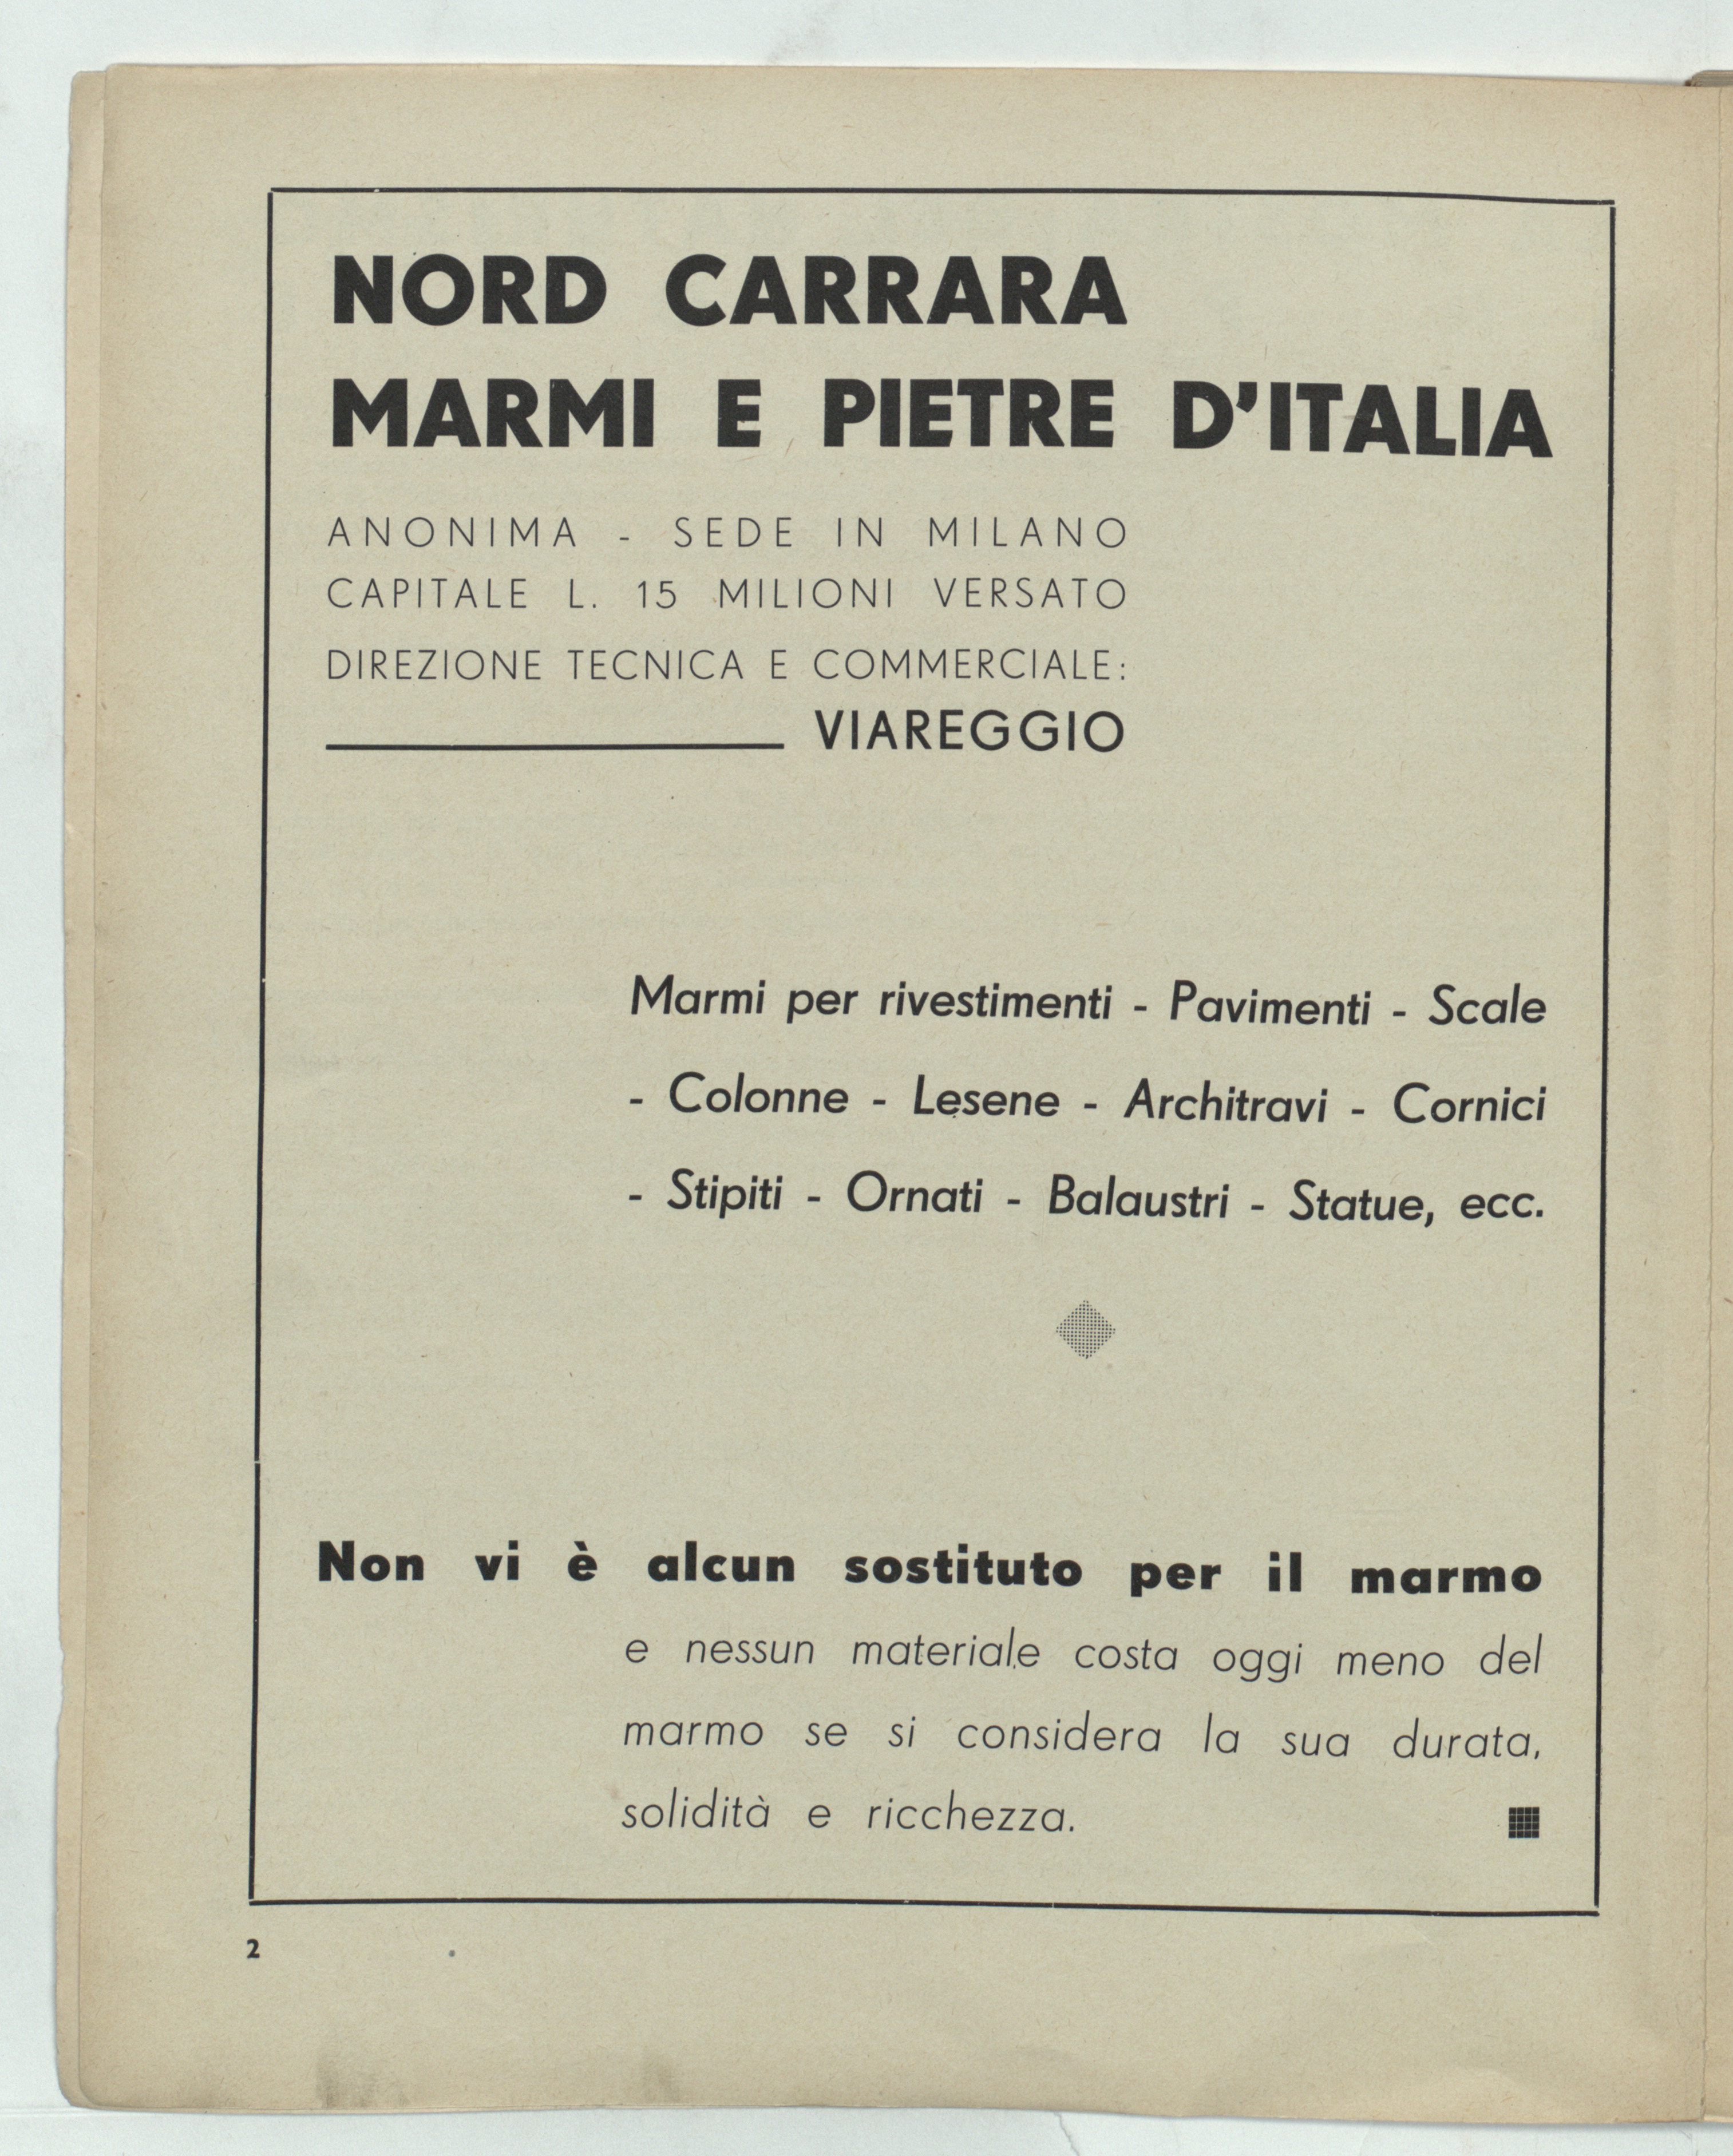 NORD CARRARA
MARMI E PIETRE D'ITALIA
ANONIMA - SEDE IN MILANO
CAPITALE L. 15 MILIONI VERSATO
DIREZIONE TECNICA E COMMERCIALE:
VIAREGGIO
Marmi per rivestimenti - Pavimenti - Scale
- Colonne - Lesene - Architravi - Cornici
- Stipiti - Ornati - Balaustri - Statue, ecc.
Non vi è alcun sostituto per il marmo
e nessun materiale costa oggi meno del
marmo se si considera la sua durata,
solidità e ricchezza.
2